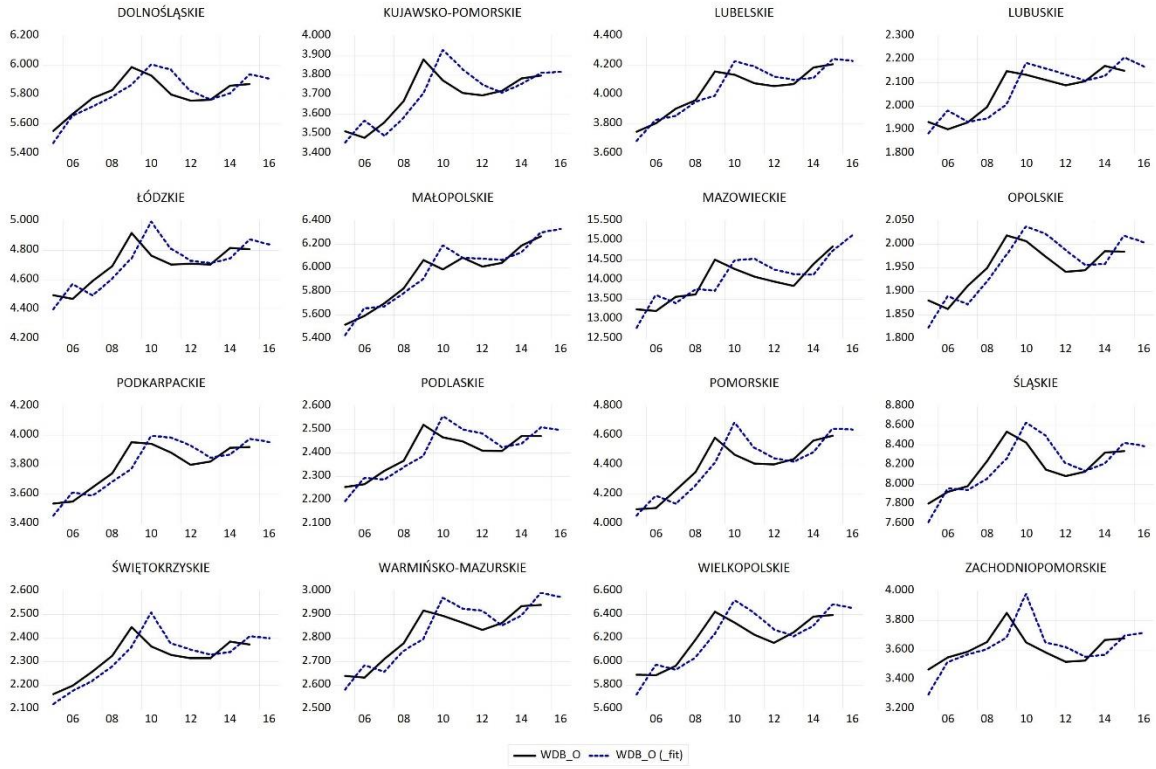 DOLNOŚLĄSKIE
6.200
6.000
5.800
5.600
5.400
06 08 10 12 14 16
KUJAWSKO-POMORSKIE
4.000
3.900
3.800
3.700
3.600
3.500
3.400
06 08 10 12 14 16
LUBELSKIE
4.400
4.200
4.000
3.800
3.600
06 08 10 12 14 16
LUBUSKIE
2.300
2.200
2.100
2.000
1.900
1.800
06 08 10 12 14 16
ŁÓDZKIE
5.000
4.800
4.600
4.400
4.200
06 08 10 12 14 16
MAŁOPOLSKIE
6.400
6.200
6.000
5.800
5.600
5.400
06 08 10 12 14 16
MAZOWIECKIE
15.500
15.000
14.500
14.000
13.500
13.000
12.500
06 08 10 12 14 16
OPOLSKIE
2.050
2.000
1.950
1.900
1.850
1.800
06 08 10 12 14 16
PODKARPACKIE
4.200
4.000
3.800
3.600
3.400
06 08 10 12 14 16
PODLASKIE
2.600
2.500
2.400
2.300
2.200
2.100
06 08 10 12 14 16
POMORSKIE
4.800
4.600
4.400
4.200
4.000
06 08 10 12 14 16
ŚLĄSKIE
8.800
8.600
8.400
8.200
8.000
7.800
7.600
06 08 10 12 14 16
ŚWIĘTOKRZYSKIE
2.600
2.500
2.400
2.300
2.200
2.100
06 08 10 12 14 16
WARMIŃSKO-MAZURSKIE
3.000
2.900
2.800
2.700
2.600
2.500
06 08 10 12 14 16
WIELKOPOLSKIE
6.600
6.400
6.200
6.000
5.800
5.600
06 08 10 12 14 16
ZACHODNIOPOMORSKIE
4.000
3.800
3.600
3.400
3.200
06 08 10 12 14 16
WDB_O WDB_O (_fit)